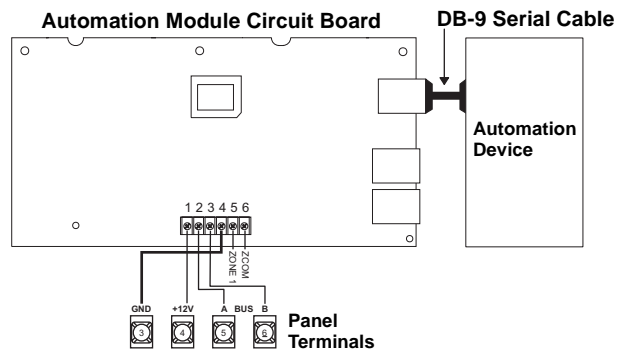 Automation Module Circuit Board
DB-9 Serial Cable
Automation
Device
1 2 3 4 5 6
ZONE 1
ZCOM
GND +12V A BUS B
3 4 5 6
Panel
Terminals